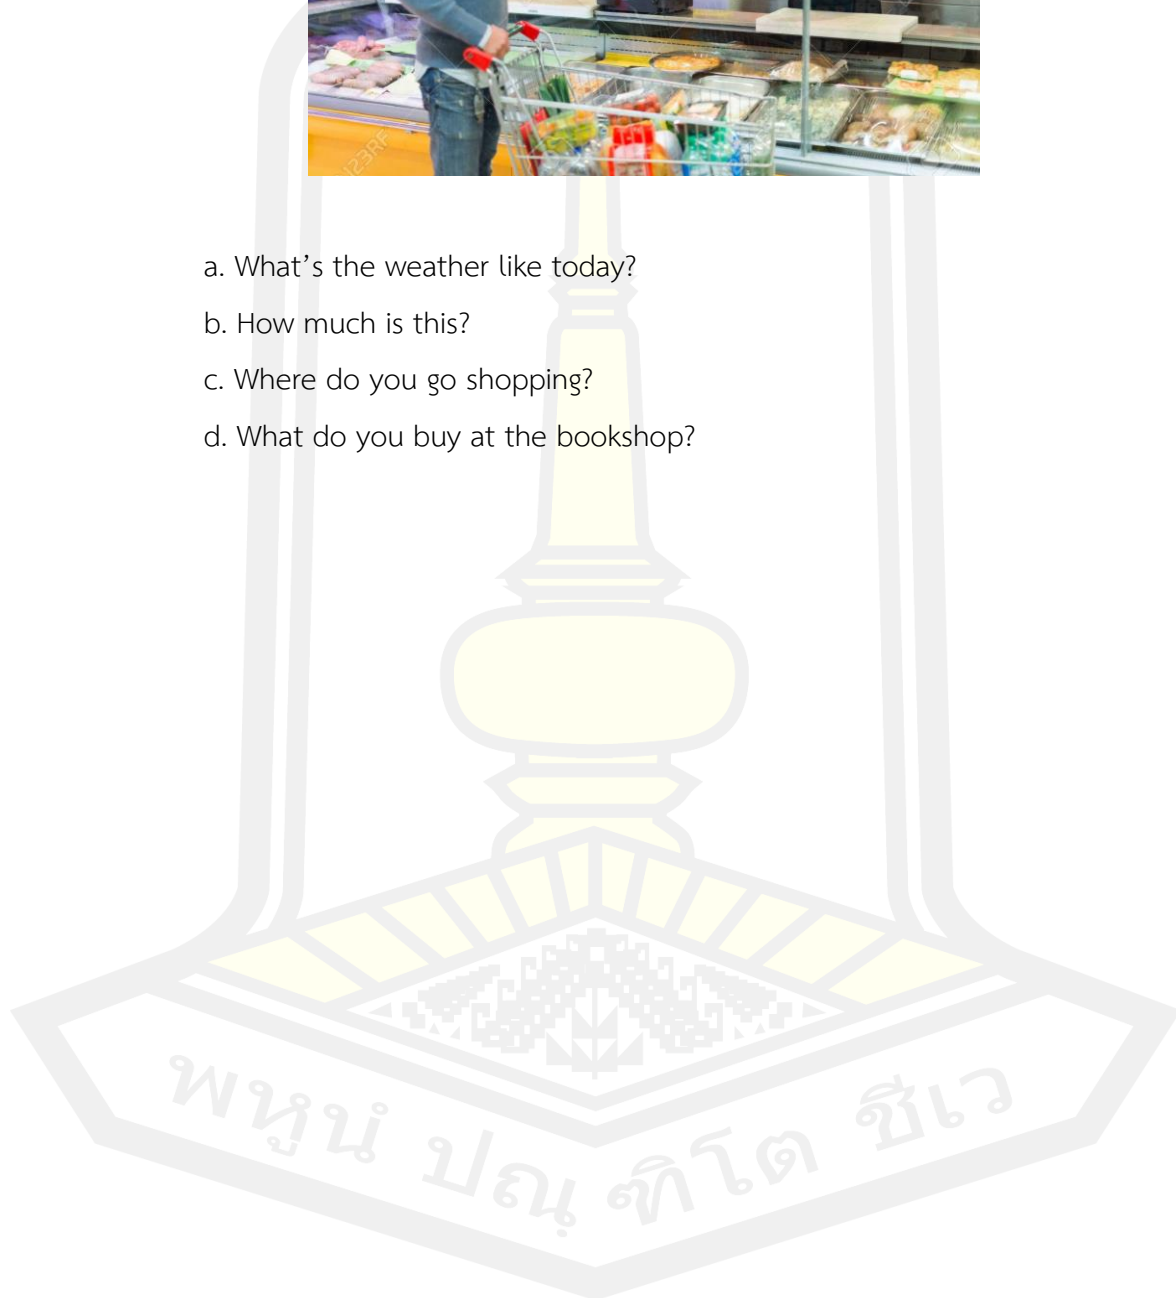 123RF
a. What’s the weather like today?
b. How much is this?
c. Where do you go shopping?
d. What do you buy at the bookshop?
พหูนํ ปณฺฑิโต ชีเว